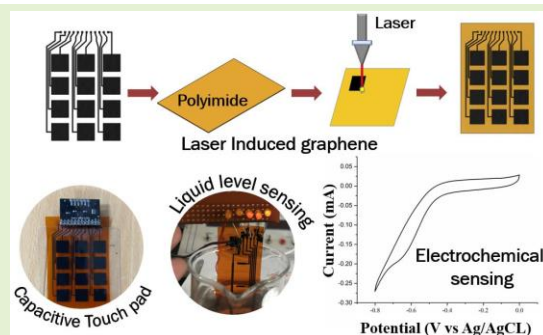 Laser
Polyimide
Laser Induced graphene
Capacitive Touch pad
Liquid level sensing
Current (mA)
0.05
0.00
-0.05
-0.10
-0.15
-0.20
-0.25
-0.30
Electrochemical
sensing
-0.8
-0.6
-0.4
-0.2
0.0
Potential (V vs Ag/AgCL)